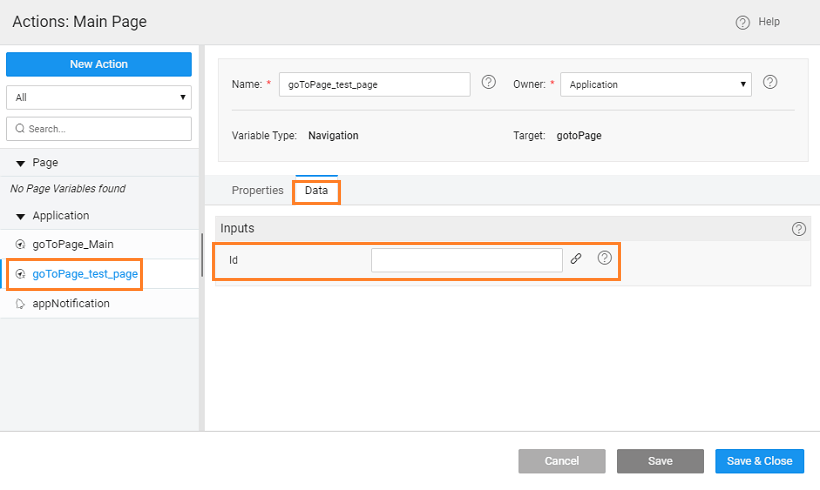 Actions: Main Page
Help
New Action
All
Search...
Page
No Page Variables found
Application
goToPage_Main
goToPage_test_page
appNotification
Name: *
goToPage_test_page
Owner: *
Application
Variable Type: Navigation
Target: gotoPage
Properties
Data
Inputs
Id
Cancel
Save
Save & Close